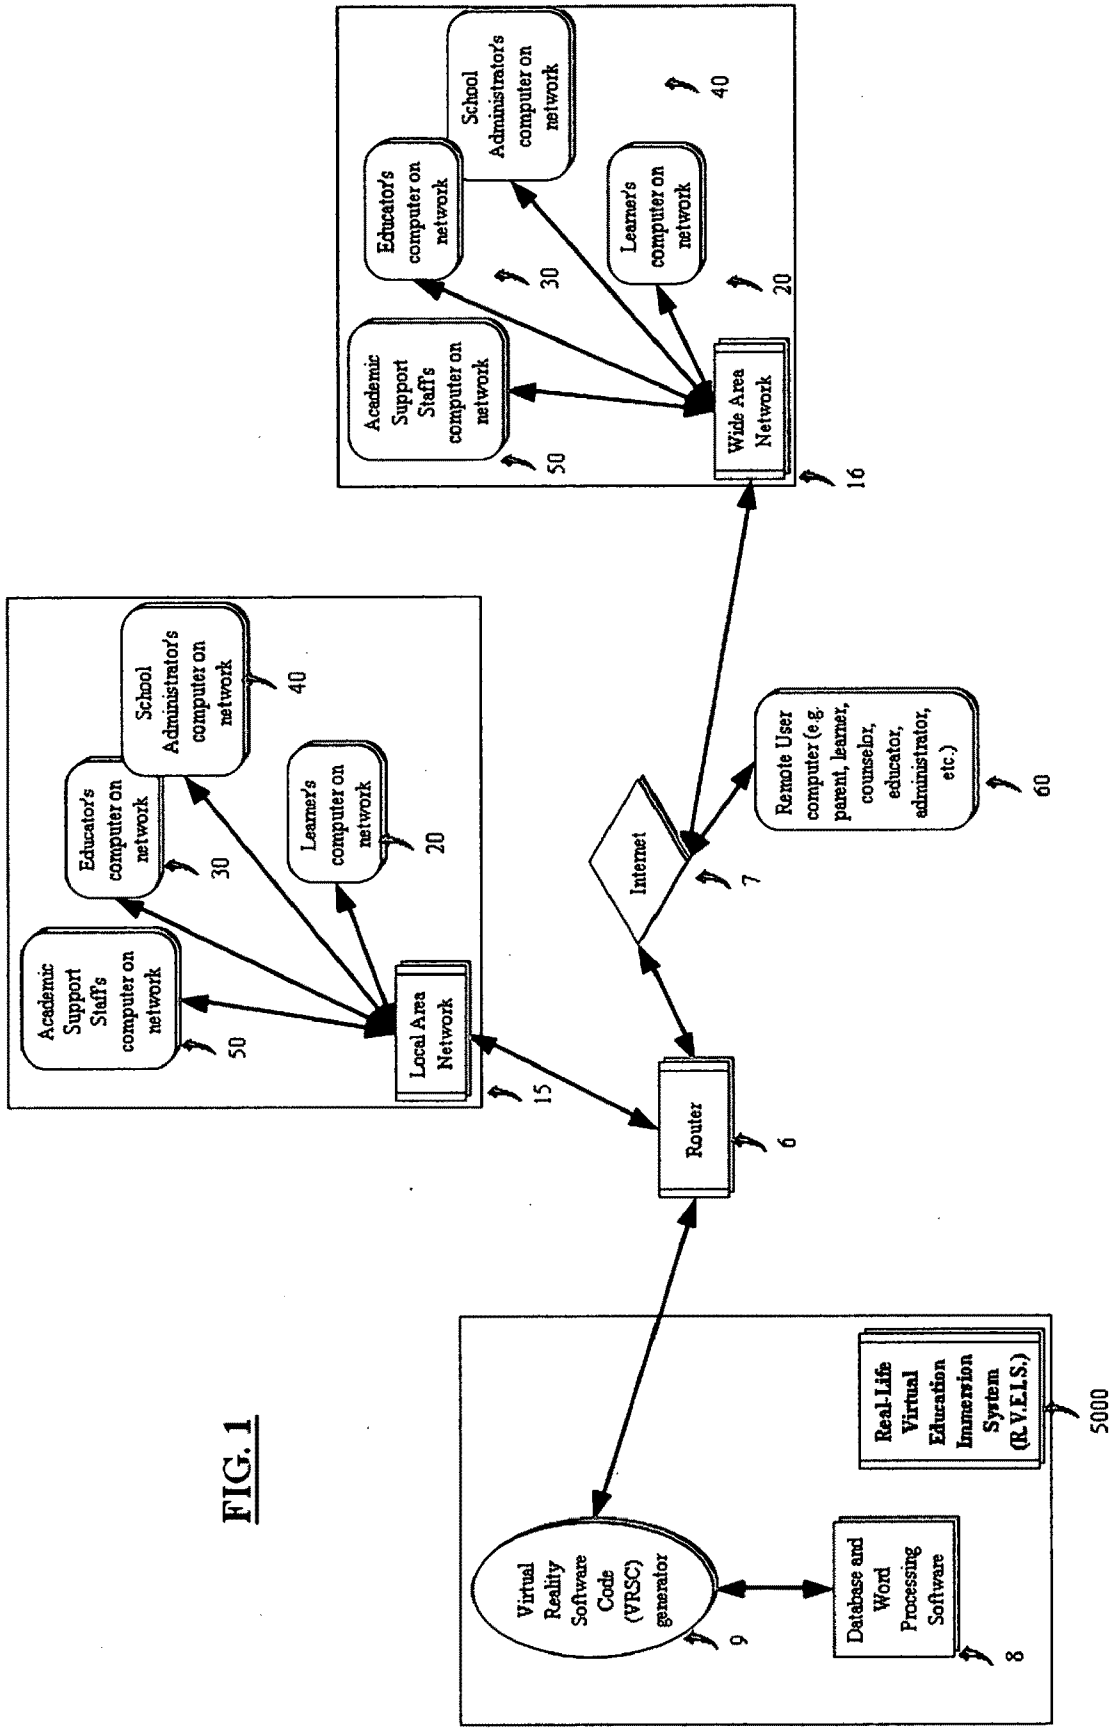 FIG. 1
Virtual
Reality
Software
Code
(VRSC)
generator
9
Database and
Word
Processing
Software
8
Real-Life
Virtual
Education
Immersion
System
(R.V.E.I.S.)
5000
Router
6
Academic
Support
Staff's
computer on
network
50
Educator's
computer on
network
30
School
Administrator's
computer on
network
40
Learner's
computer on
network
20
Local Area
Network
15
Internet
7
Remote User
computer (e.g.
parent, learner,
counselor,
educator,
administrator,
etc.)
60
Academic
Support
Staff's
computer on
network
50
Educator's
computer on
network
30
School
Administrator's
computer on
network
40
Learner's
computer on
network
20
Wide Area
Network
16